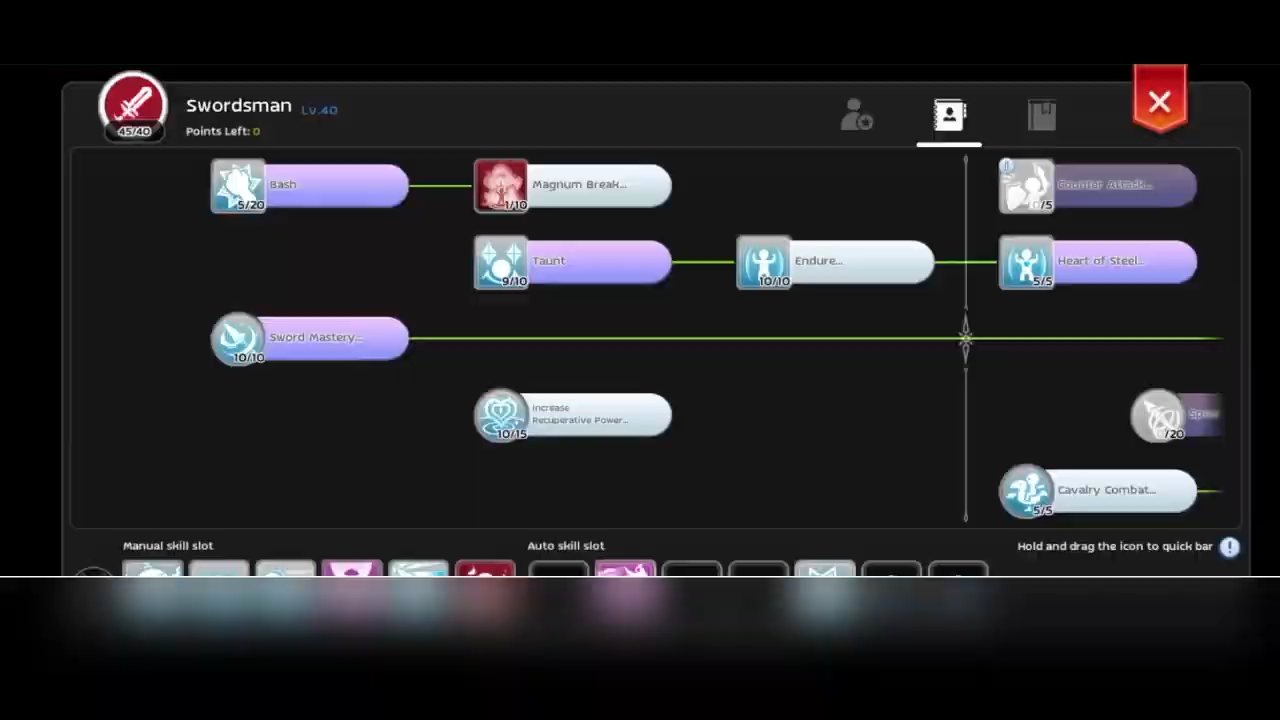 Swordsman Lv.40
45/40
Points Left: 0
Bash
5/20
Magnum Break...
1/10
Counter Attack...
/5
Taunt
9/10
Endure...
10/10
Heart of Steel...
5/5
Sword Mastery...
10/10
Increase
Recuperative Power...
10/15
/20
Cavalry Combat...
5/5
Manual skill slot
Auto skill slot
Hold and drag the icon to quick bar